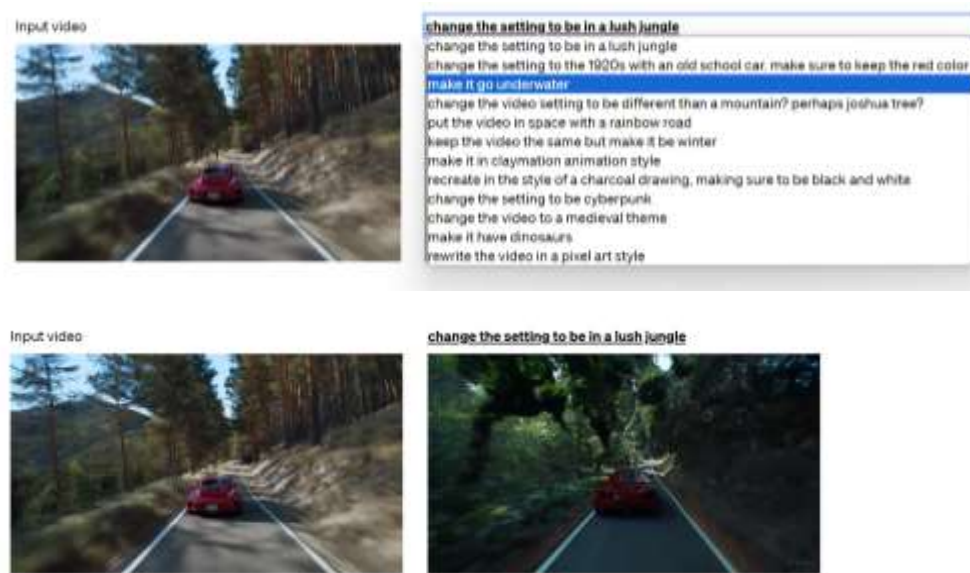 Input video
change the setting to be in a lush jungle
change the setting to be in a lush jungle
change the setting to the 1920s with an old school car. make sure to keep the red color
make it go underwater
change the video setting to be different than a mountain? perhaps joshua tree?
put the video in space with a rainbow road
keep the video the same but make it be winter
make it in claymation animation style
recreate in the style of a charcoal drawing, making sure to be black and white
change the setting to be cyberpunk
change the video to a medieval theme
make it have dinosaurs
rewrite the video in a pixel art style
Input video
change the setting to be in a lush jungle